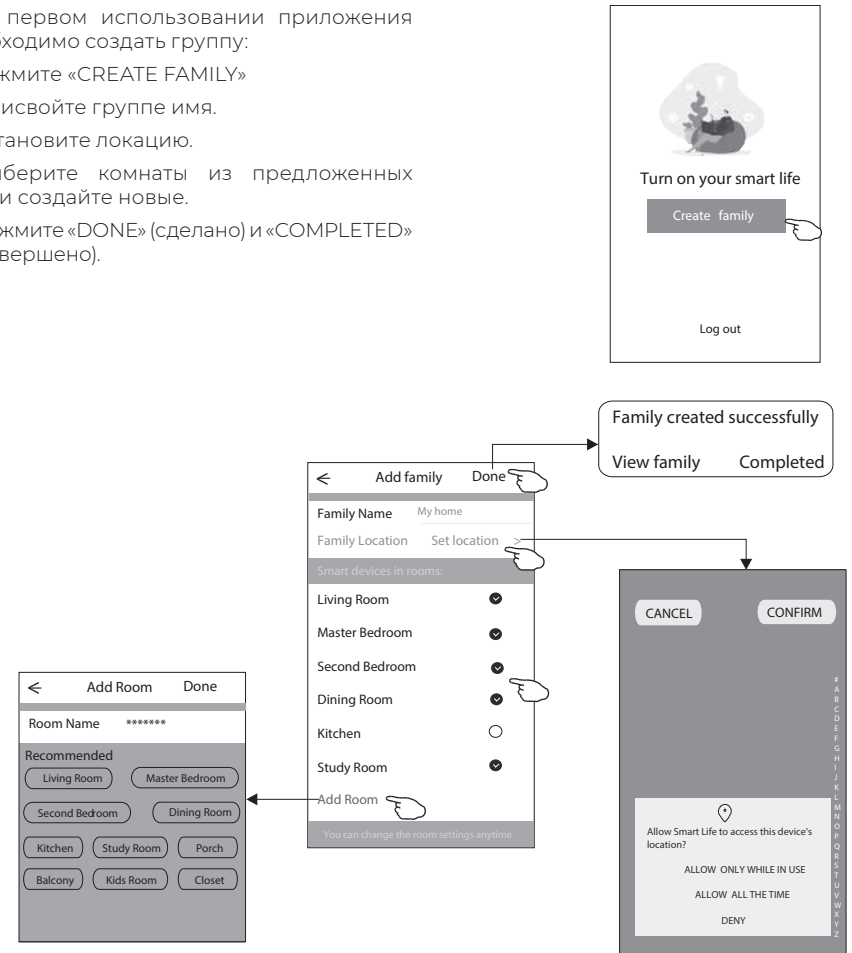 первом использовании приложения
бходимо создать группу:
жмите «CREATE FAMILY»
исвойте группе имя.
тановите локацию.
берите комнаты из предложенных
и создайте новые.
жмите «DONE» (сделано) и «COMPLETED»
вершено).
Turn on your smart life
Create family
Log out
Family created successfully
View family Completed
← Add family Done
Family Name My home
Family Location Set location >
Smart devices in rooms:
Living Room
Master Bedroom
Second Bedroom
Dining Room
Kitchen
Study Room
Add Room
You can change the room settings anytime
← Add Room Done
Room Name *******
Recommended
Living Room Master Bedroom
Second Bedroom Dining Room
Kitchen Study Room Porch
Balcony Kids Room Closet
CANCEL CONFIRM
#
A
B
C
D
E
F
G
H
I
J
K
L
M
N
O
P
Q
R
S
T
U
V
W
X
Y
Z
Allow Smart Life to access this device's
location?
ALLOW ONLY WHILE IN USE
ALLOW ALL THE TIME
DENY